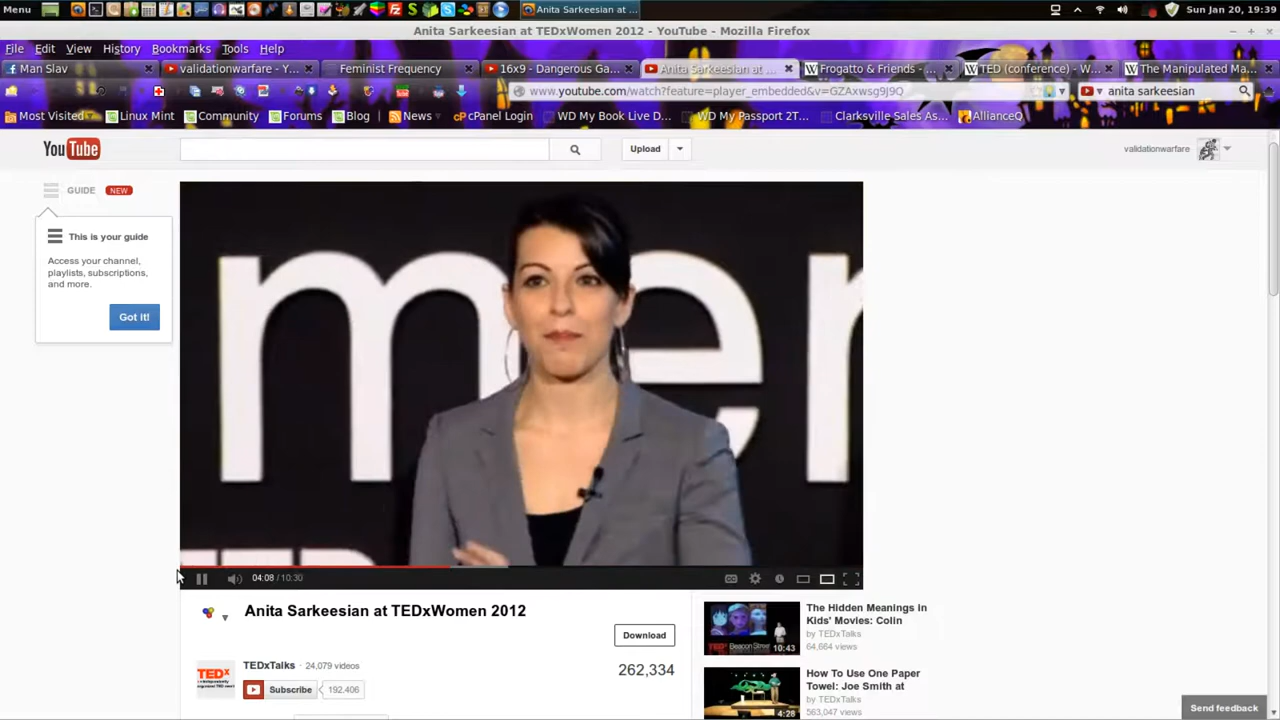 Menu
Anita Sarkeesian at ...
Sun Jan 20, 19:39
Anita Sarkeesian at TEDxWomen 2012 - YouTube - Mozilla Firefox
File Edit View History Bookmarks Tools Help
Man Slav
validationwarfare - Y...
Feminist Frequency
16x9 - Dangerous Ga...
Anita Sarkeesian at ...
Frogatto & Friends - ...
TED (conference) - W...
The Manipulated Ma...
www.youtube.com/watch?feature=player_embedded&v=GZAxwsg9J9Q
anita sarkeesian
Most Visited
Linux Mint
Community
Forums
Blog
News
cPanel Login
WD My Book Live D...
WD My Passport 2T...
Clarksville Sales As...
AllianceQ
YouTube
Upload
validationwarfare
GUIDE NEW
This is your guide
Access your channel,
playlists, subscriptions,
and more.
Got it!
men
04:08 / 10:30
Anita Sarkeesian at TEDxWomen 2012
Download
TEDx
TEDxTalks · 24,079 videos
Subscribe 192,406
262,334
The Hidden Meanings in
Kids' Movies: Colin
by TEDxTalks
64,664 views
10:43
How To Use One Paper
Towel: Joe Smith at
by TEDxTalks
563,047 views
4:28
Send feedback